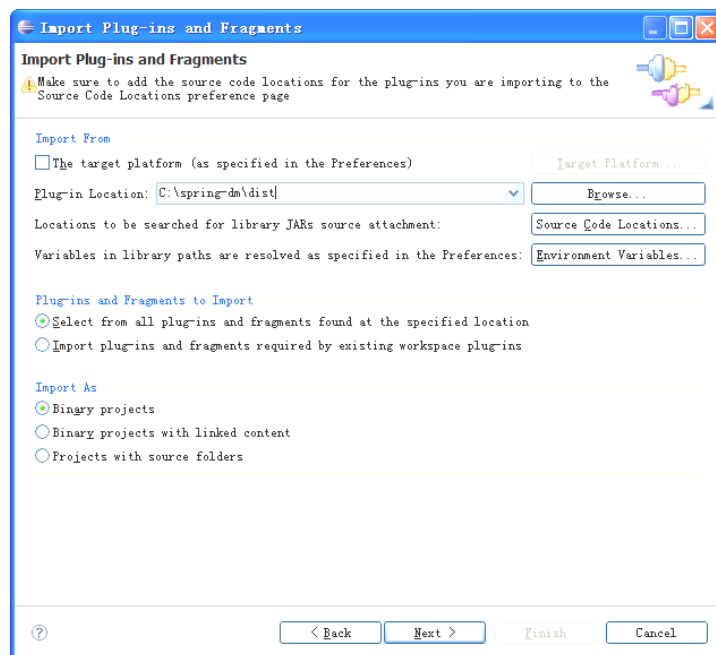 Import Plug-ins and Fragments
Import Plug-ins and Fragments
Make sure to add the source code locations for the plug-ins you are importing to the
Source Code Locations preference page
Import From
The target platform (as specified in the Preferences)
Target Platform...
Plug-in Location: C:\spring-dm\dist
Browse...
Locations to be searched for library JARs source attachment:
Source Code Locations...
Variables in library paths are resolved as specified in the Preferences:
Environment Variables...
Plug-ins and Fragments to Import
Select from all plug-ins and fragments found at the specified location
Import plug-ins and fragments required by existing workspace plug-ins
Import As
Binary projects
Binary projects with linked content
Projects with source folders
?
< Back
Next >
Finish
Cancel